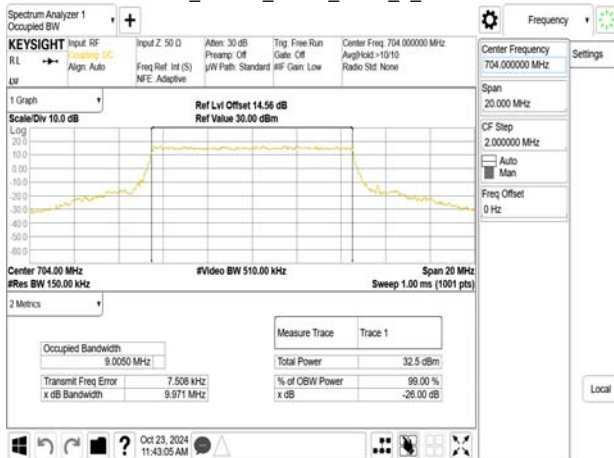 Spectrum Analyzer 1
Occupied BW
+
Frequency
KEYSIGHT
RL
Input: RF
Coupling: DC
Align: Auto
Input Z: 50 Ω
Freq Ref: Int (S)
NFE: Adaptive
Atten: 30 dB
Preamp: Off
µW Path: Standard
Trig: Free Run
Gate: Off
#IF Gain: Low
Center Freq: 704.000000 MHz
Avg|Hold:>10/10
Radio Std: None
Center Frequency
704.000000 MHz
Settings
Span
20.000 MHz
CF Step
2.000000 MHz
Auto
Man
Freq Offset
0 Hz
Local
1 Graph
Scale/Div 10.0 dB
Ref Lvl Offset 14.56 dB
Ref Value 30.00 dBm
Log
20.0
10.0
0.00
-10.0
-20.0
-30.0
-40.0
-50.0
-60.0
Center 704.00 MHz
#Video BW 510.00 kHz
Span 20 MHz
#Res BW 150.00 kHz
Sweep 1.00 ms (1001 pts)
2 Metrics
Measure Trace
Trace 1
Occupied Bandwidth
9.0050 MHz
Total Power
32.5 dBm
Transmit Freq Error
7.508 kHz
% of OBW Power
99.00 %
x dB Bandwidth
9.971 MHz
x dB
-26.00 dB
?
Oct 23, 2024
11:43:05 AM